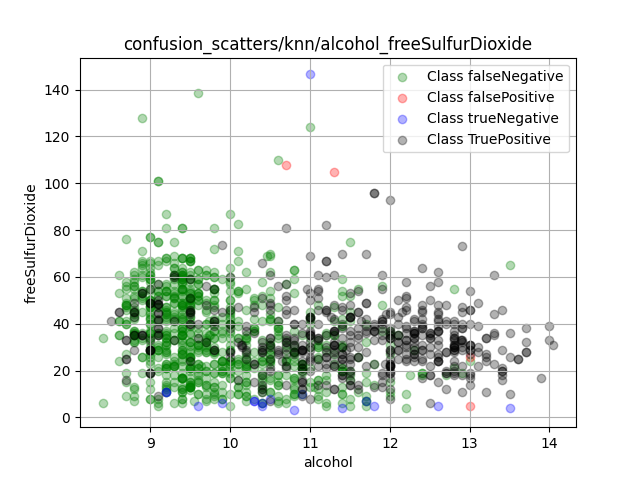 confusion_scatters/knn/alcohol_freeSulfurDioxide
Class falseNegative
Class falsePositive
Class trueNegative
Class TruePositive
freeSulfurDioxide
140
120
100
80
60
40
20
0
9 10 11 12 13 14
alcohol